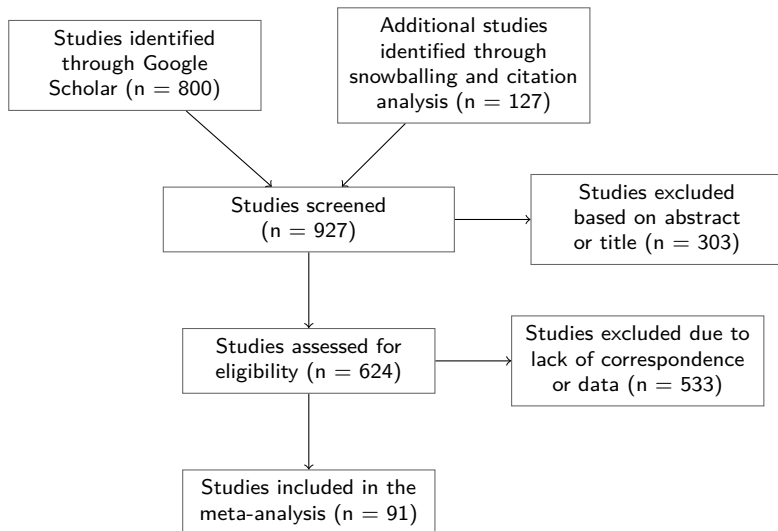 Studies identified
through Google
Scholar (n = 800)
Additional studies
identified through
snowballing and citation
analysis (n = 127)
Studies screened
(n = 927)
Studies excluded
based on abstract
or title (n = 303)
Studies assessed for
eligibility (n = 624)
Studies excluded due to
lack of correspondence
or data (n = 533)
Studies included in the
meta-analysis (n = 91)